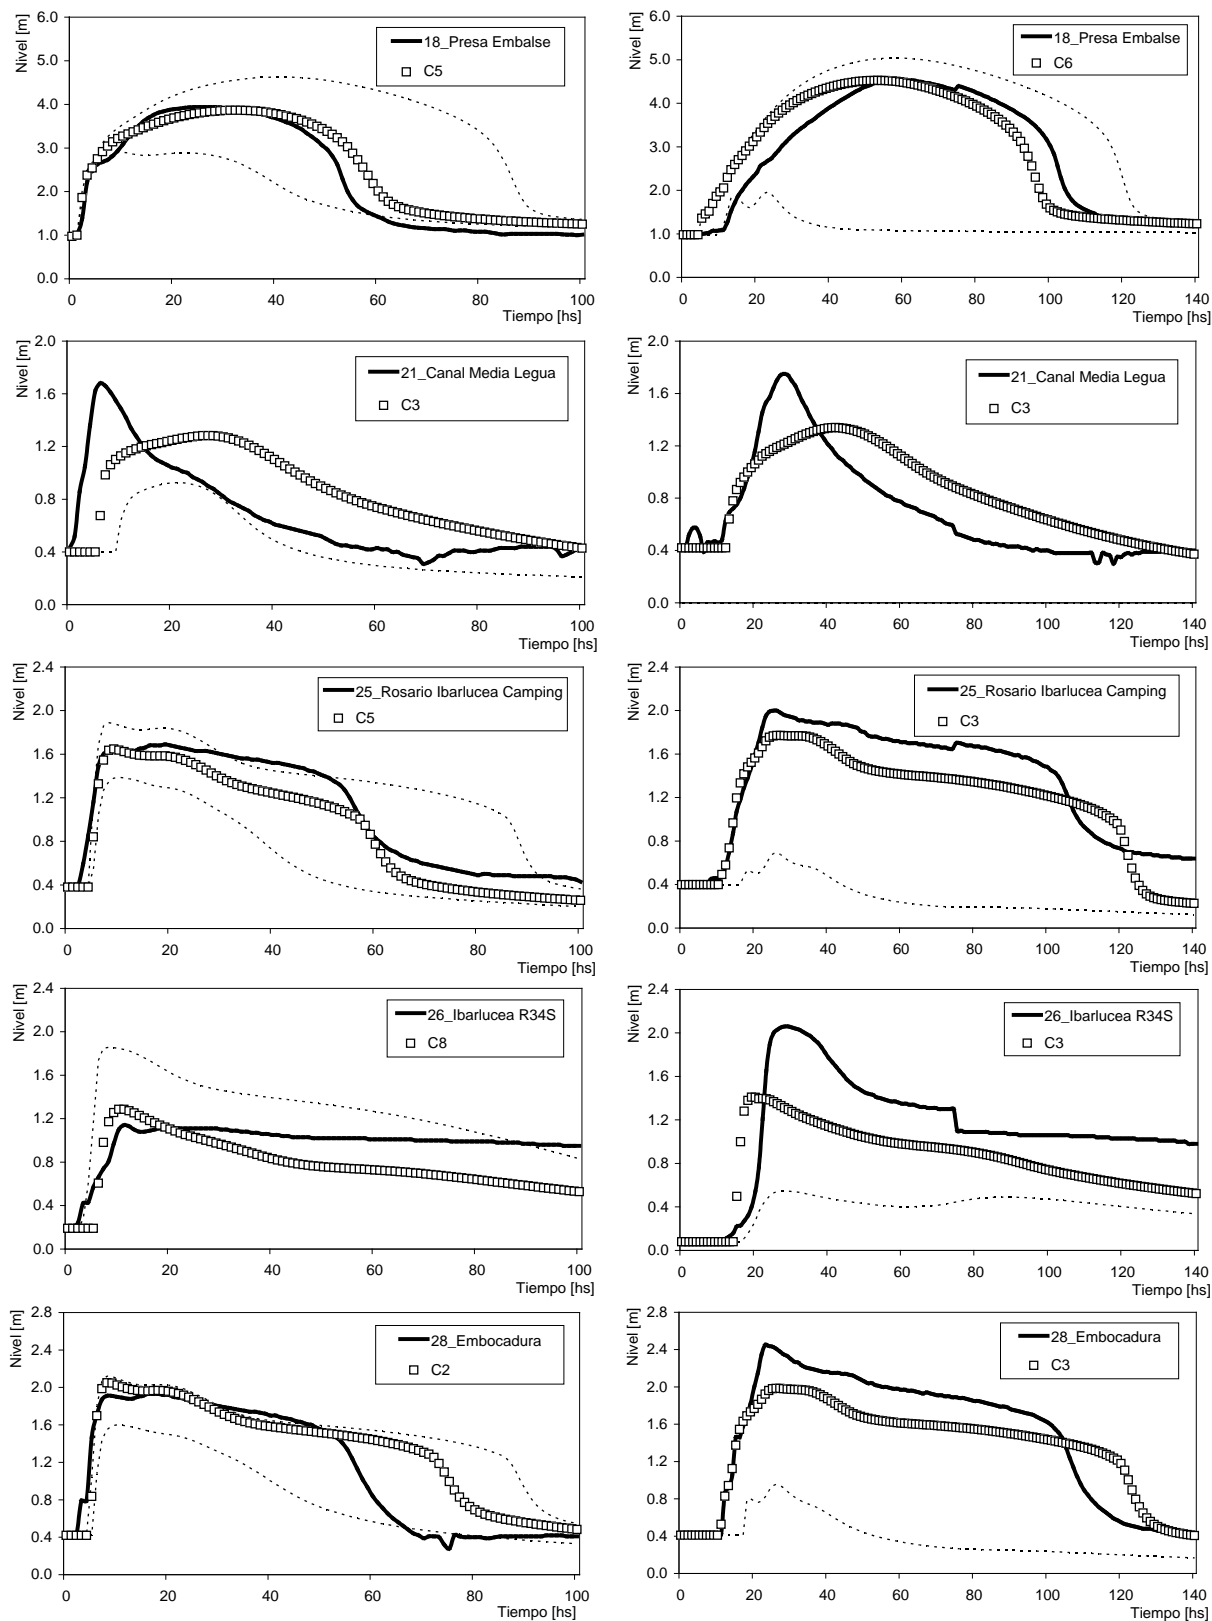 Nivel [m]
6.0
5.0
4.0
3.0
2.0
1.0
0.0
18_Presa Embalse
C5
0 20 40 60 80 100
Tiempo [hs]
Nivel [m]
6.0
5.0
4.0
3.0
2.0
1.0
0.0
18_Presa Embalse
C6
0 20 40 60 80 100 120 140
Tiempo [hs]
Nivel [m]
2.0
1.6
1.2
0.8
0.4
0.0
21_Canal Media Legua
C3
0 20 40 60 80 100
Tiempo [hs]
Nivel [m]
2.0
1.6
1.2
0.8
0.4
0.0
21_Canal Media Legua
C3
0 20 40 60 80 100 120 140
Tiempo [hs]
Nivel [m]
2.4
2.0
1.6
1.2
0.8
0.4
0.0
25_Rosario Ibarlucea Camping
C5
0 20 40 60 80 100
Tiempo [hs]
Nivel [m]
2.4
2.0
1.6
1.2
0.8
0.4
0.0
25_Rosario Ibarlucea Camping
C3
0 20 40 60 80 100 120 140
Tiempo [hs]
Nivel [m]
2.4
2.0
1.6
1.2
0.8
0.4
0.0
26_Ibarlucea R34S
C8
0 20 40 60 80 100
Tiempo [hs]
Nivel [m]
2.4
2.0
1.6
1.2
0.8
0.4
0.0
26_Ibarlucea R34S
C3
0 20 40 60 80 100 120 140
Tiempo [hs]
Nivel [m]
2.8
2.4
2.0
1.6
1.2
0.8
0.4
0.0
28_Embocadura
C2
0 20 40 60 80 100
Tiempo [hs]
Nivel [m]
2.8
2.4
2.0
1.6
1.2
0.8
0.4
0.0
28_Embocadura
C3
0 20 40 60 80 100 120 140
Tiempo [hs]